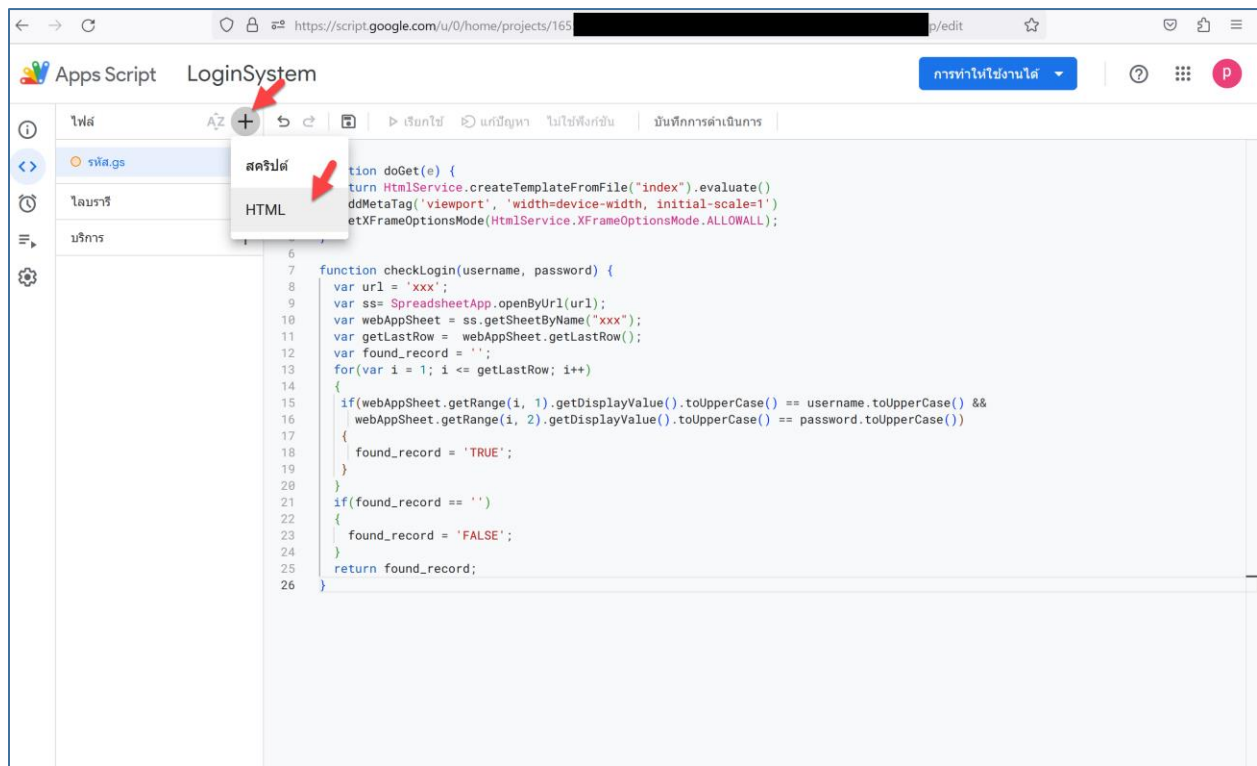 https://script.google.com/u/0/home/projects/165
p/edit
Apps Script LoginSystem
การทำให้ใช้งานได้
P
ไฟล์
AZ
เรียกใช้ แก้ปัญหา ไม่ใช่ฟังก์ชัน บันทึกการดำเนินการ
รหัส.gs
ไลบรารี
บริการ
สคริปต์
HTML
tion doGet(e) {
turn HtmlService.createTemplateFromFile("index").evaluate()
ddMetaTag('viewport', 'width=device-width, initial-scale=1')
etXFrameOptionsMode(HtmlService.XFrameOptionsMode.ALLOWALL);
6
7 function checkLogin(username, password) {
8 var url = 'xxx';
9 var ss= SpreadsheetApp.openByUrl(url);
10 var webAppSheet = ss.getSheetByName("xxx");
11 var getLastRow = webAppSheet.getLastRow();
12 var found_record = '';
13 for(var i = 1; i <= getLastRow; i++)
14 {
15 if(webAppSheet.getRange(i, 1).getDisplayValue().toUpperCase() == username.toUpperCase() &&
16 webAppSheet.getRange(i, 2).getDisplayValue().toUpperCase() == password.toUpperCase())
17 {
18 found_record = 'TRUE';
19 }
20 }
21 if(found_record == '')
22 {
23 found_record = 'FALSE';
24 }
25 return found_record;
26 }